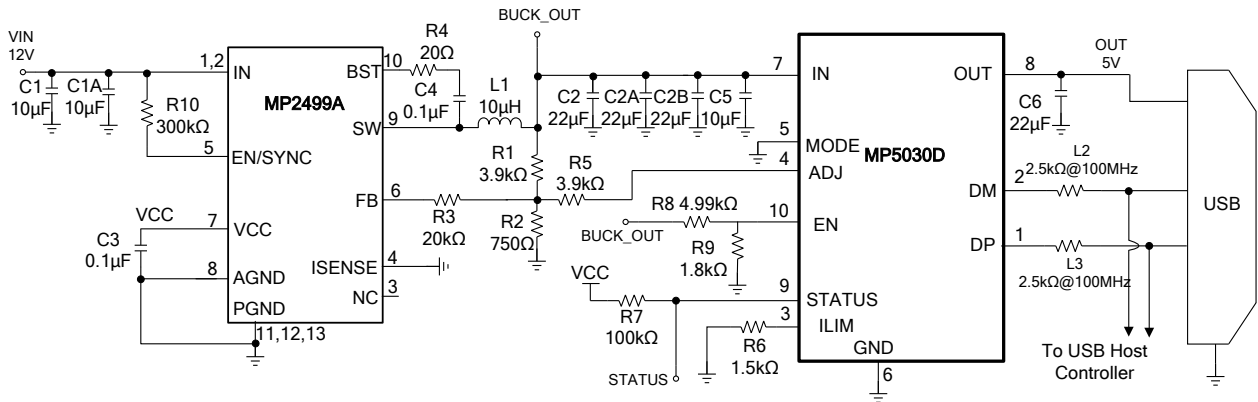 VIN
12V
C1
10µF
C1A
10µF
R10
300kΩ
1,2
IN
MP2499A
BST
10
R4
20Ω
C4
0.1µF
SW
9
L1
10µH
BUCK_OUT
5
EN/SYNC
FB
6
R3
20kΩ
R1
3.9kΩ
R5
3.9kΩ
R2
750Ω
VCC
7
VCC
C3
0.1µF
8
AGND
ISENSE
4
NC
3
PGND
11,12,13
C2
22µF
C2A
22µF
C2B
22µF
C5
10µF
7
IN
MP5030D
5
MODE
4
ADJ
R8 4.99kΩ
BUCK_OUT
10
EN
R9
1.8kΩ
VCC
R7
100kΩ
9
STATUS
STATUS
3
ILIM
R6
1.5kΩ
GND
6
OUT
8
OUT
5V
C6
22µF
DM
2
L2
2.5kΩ@100MHz
DP
1
L3
2.5kΩ@100MHz
USB
To USB Host
Controller